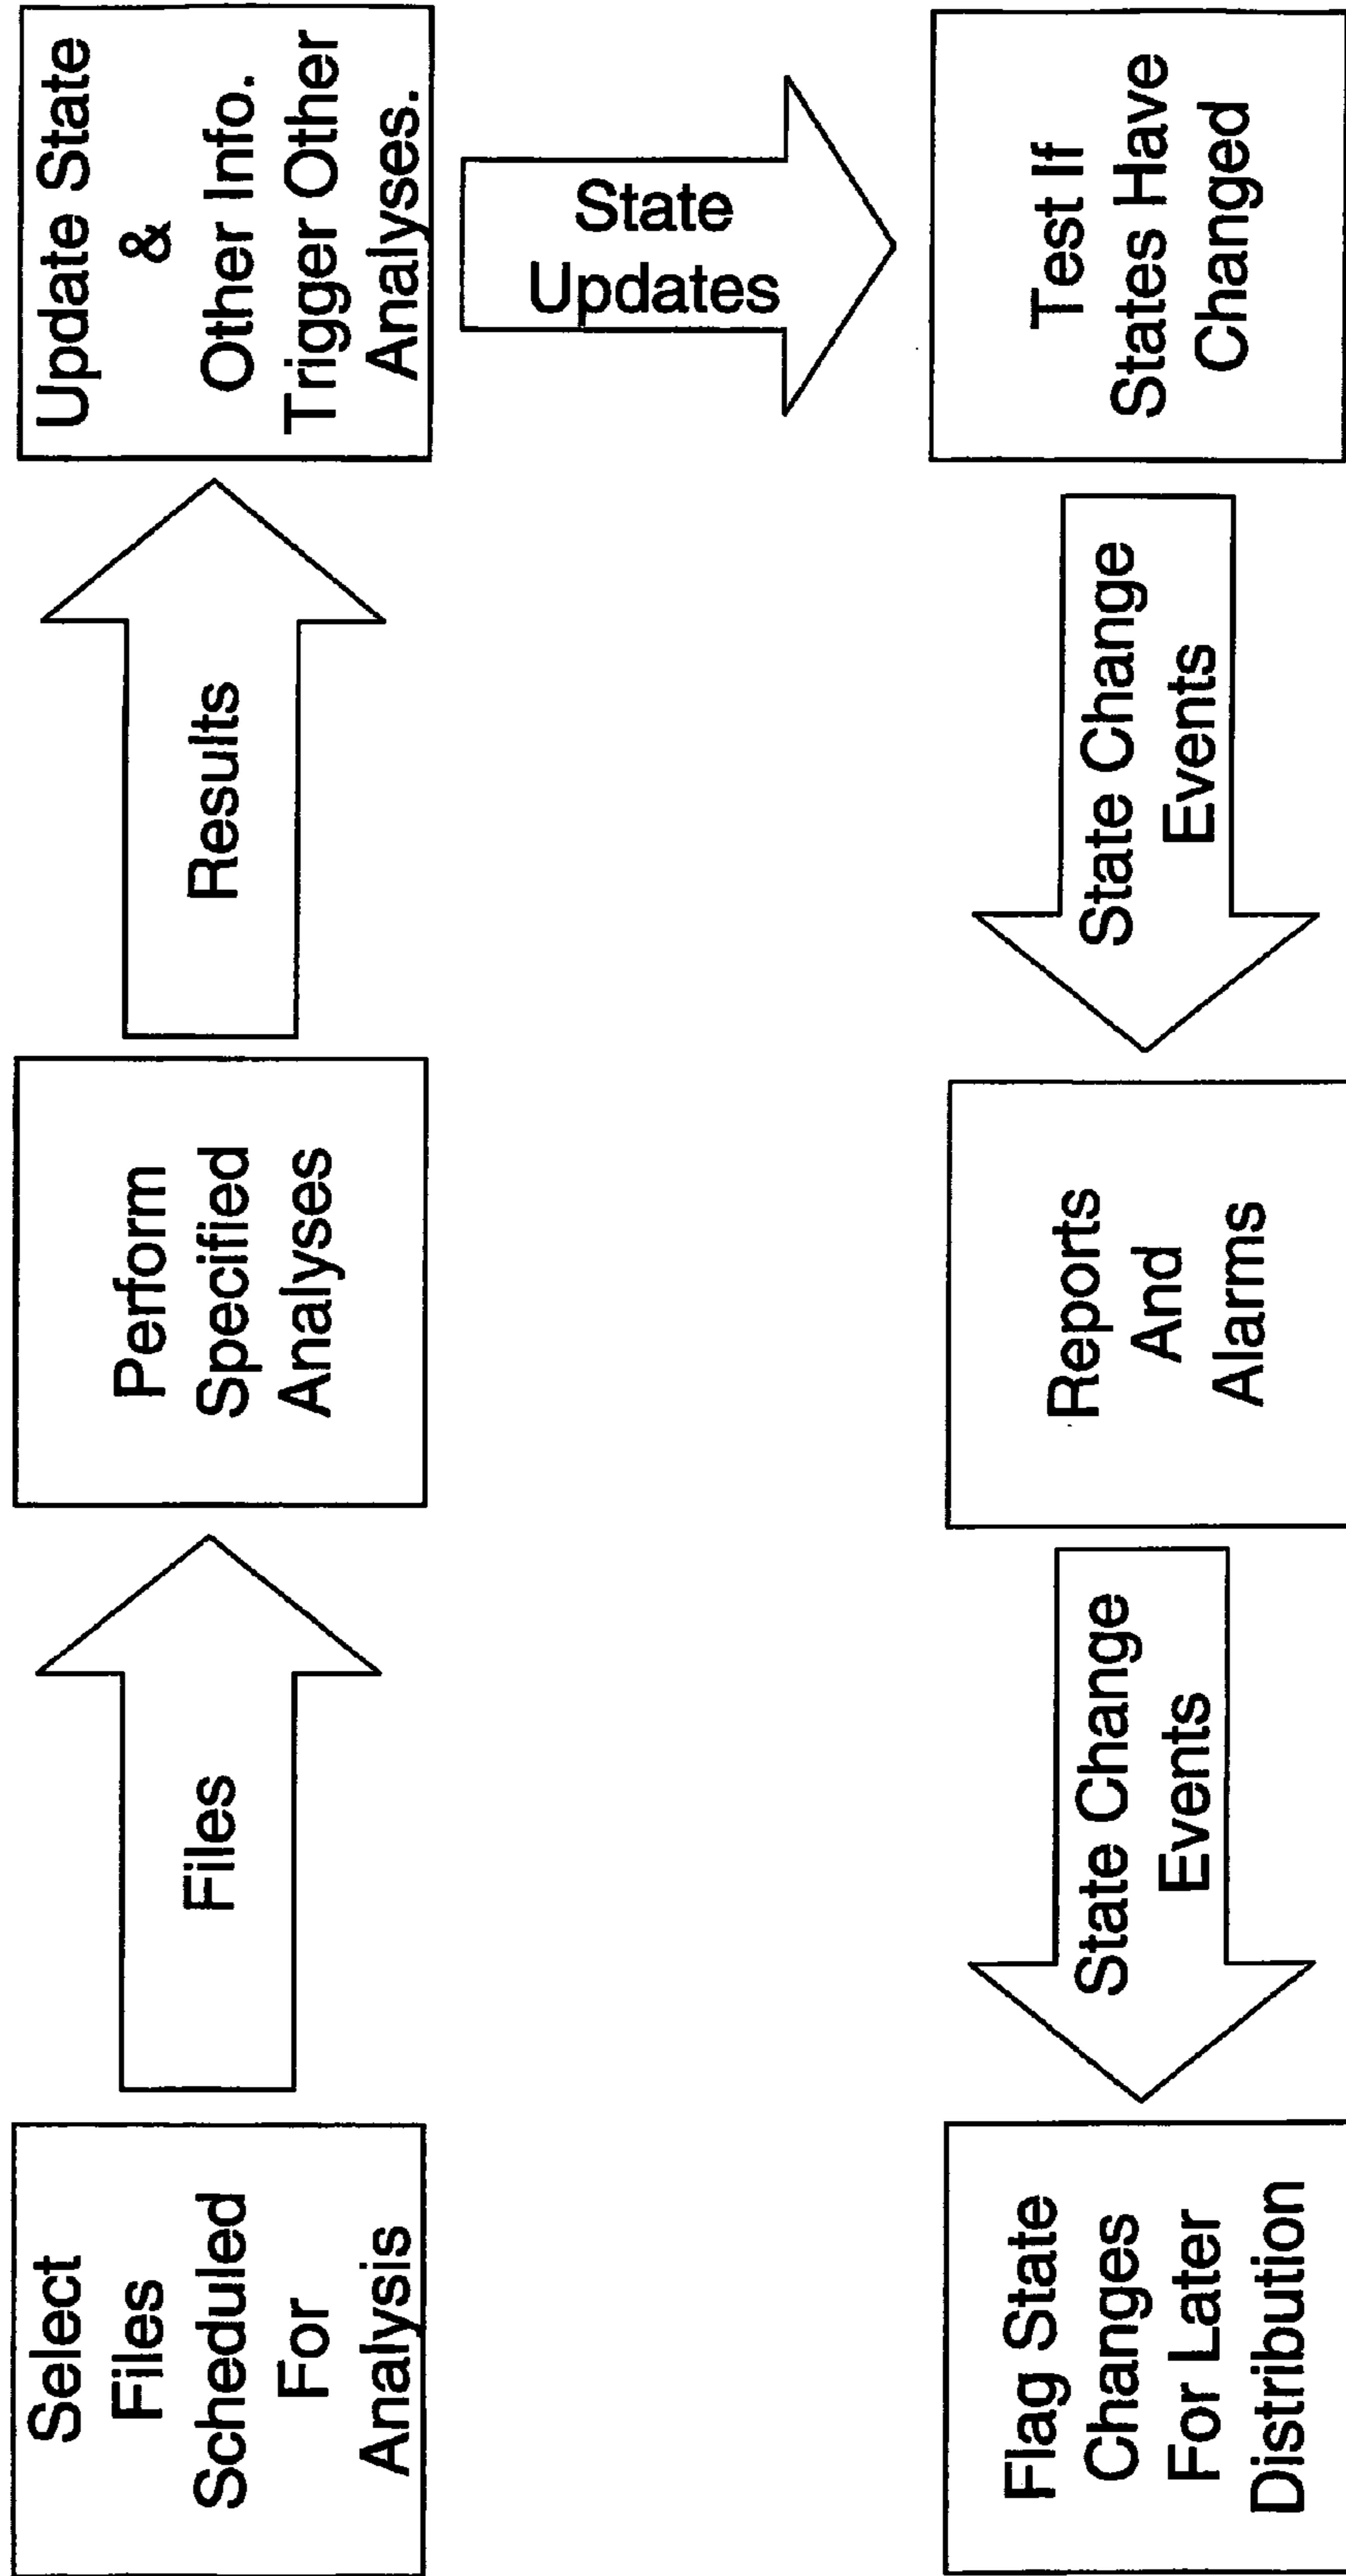 Select
Files
Scheduled
For
Analysis
Files
Perform
Specified
Analyses
Results
Update State
&
Other Info.
Trigger Other
Analyses.
State
Updates
Test If
States Have
Changed
State Change
Events
Reports
And
Alarms
State Change
Events
Flag State
Changes
For Later
Distribution